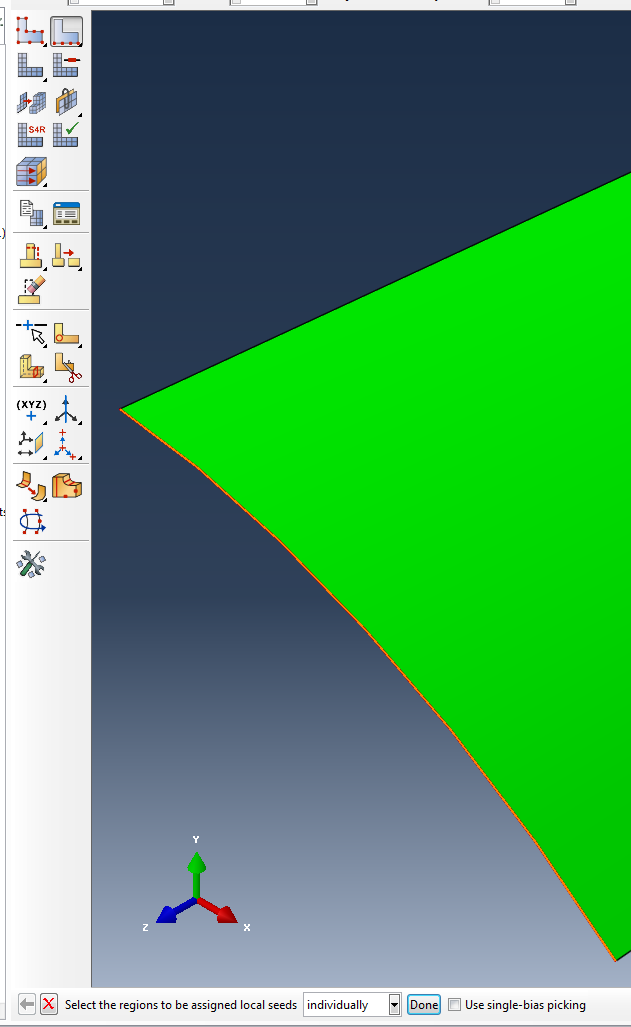 S4R
(XYZ)
Y
Z
X
Select the regions to be assigned local seeds individually Done Use single-bias picking